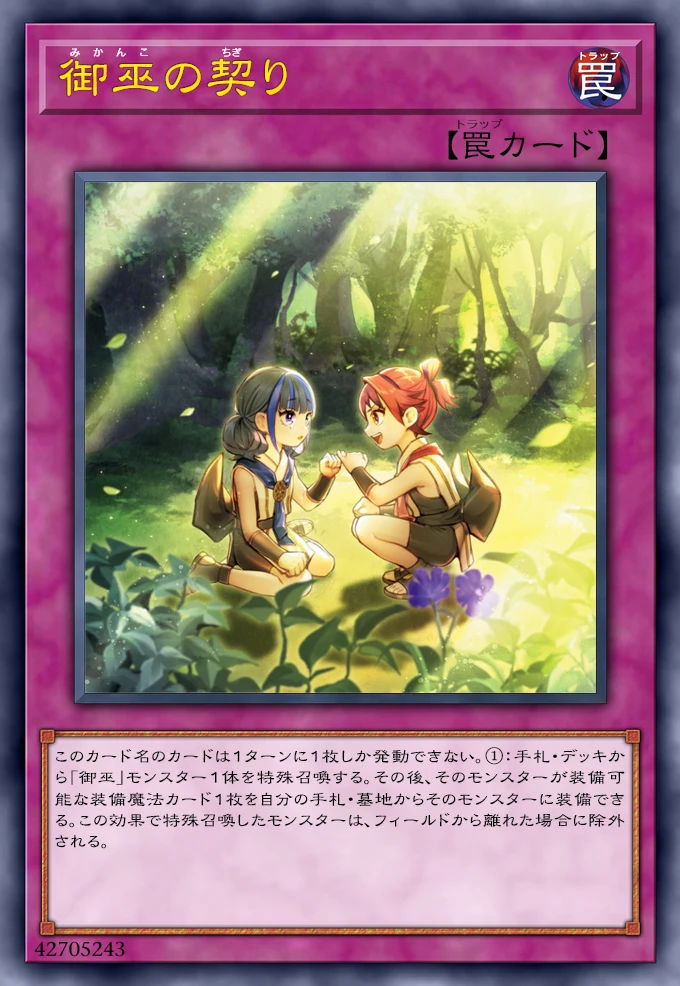 みかんこ ちぎ
御巫の契り
トラップ
罠
トラップ
【罠カード】
このカード名のカードは1ターンに1枚しか発動できない。①:手札・デッキか
ら「御巫」モンスター1体を特殊召喚する。その後、そのモンスターが装備可
能な装備魔法カード1枚を自分の手札・墓地からそのモンスターに装備でき
る。この効果で特殊召喚したモンスターは、フィールドから離れた場合に除外
される。
42705243